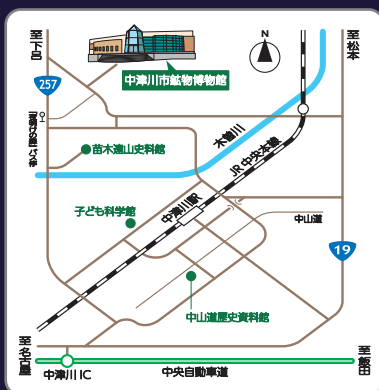 至下呂
至松本
N
257
中津川市鉱物博物館
「夜明けの森」バス停
木曽川
苗木遠山史料館
JR中央本線
子ども科学館
中津川駅
中山道
19
中山道歴史資料館
至名古屋
至飯田
中津川IC
中央自動車道